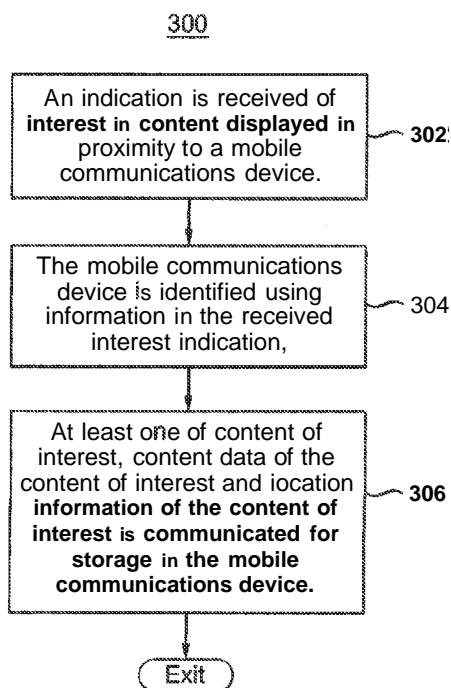 300
An indication is received of
interest in content displayed in
proximity to a mobile
communications device.
302
The mobile communications
device is identified using
information in the received
interest indication,
304
At least one of content of
interest, content data of the
content of interest and iocation
information of the content of
interest is communicated for
storage in the mobile
communications device.
306
Exit